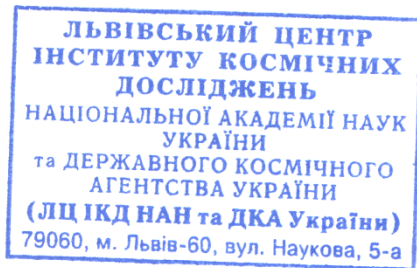 ЛЬВІВСЬКИЙ ЦЕНТР
ІНСТИТУТУ КОСМІЧНИХ
ДОСЛІДЖЕНЬ
НАЦІОНАЛЬНОЇ АКАДЕМІЇ НАУК
УКРАЇНИ
та ДЕРЖАВНОГО КОСМІЧНОГО
АГЕНТСТВА УКРАЇНИ
(ЛЦ ІКД НАН та ДКА України)
79060, м. Львів-60, вул. Наукова, 5-а